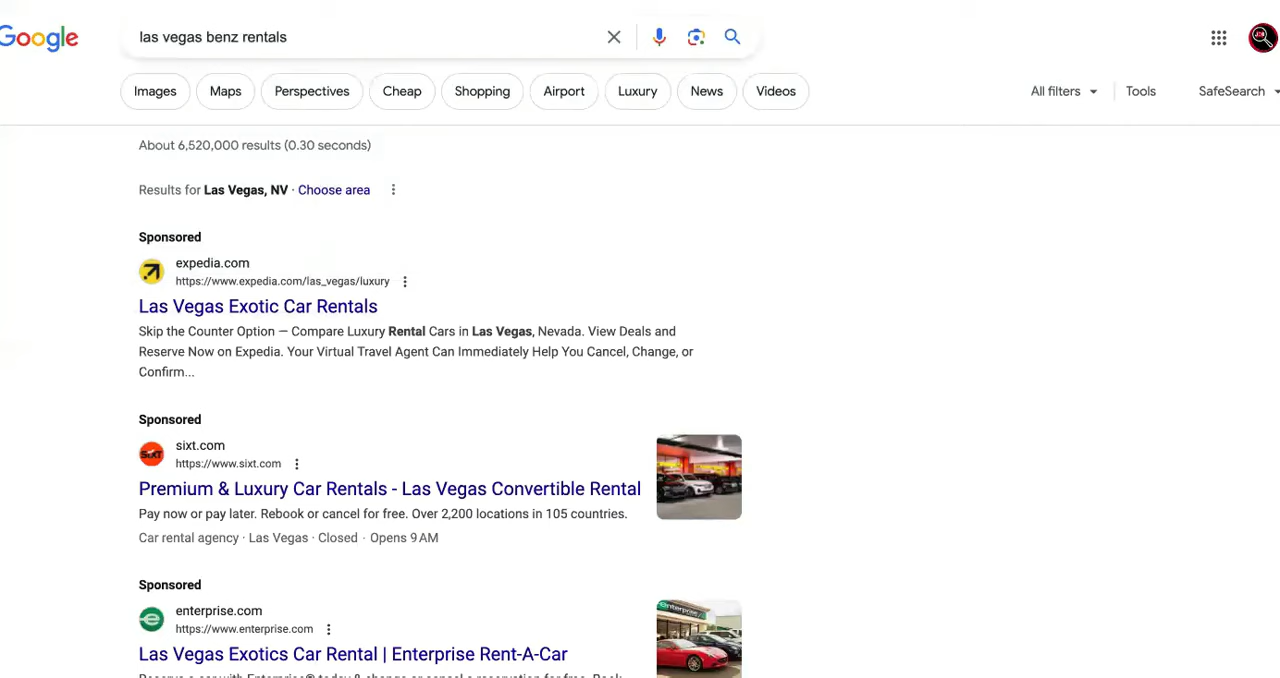 Google
las vegas benz rentals
Images Maps Perspectives Cheap Shopping Airport Luxury News Videos All filters Tools SafeSearch
About 6,520,000 results (0.30 seconds)
Results for Las Vegas, NV · Choose area
Sponsored
expedia.com
https://www.expedia.com/las_vegas/luxury
Las Vegas Exotic Car Rentals
Skip the Counter Option — Compare Luxury Rental Cars in Las Vegas, Nevada. View Deals and
Reserve Now on Expedia. Your Virtual Travel Agent Can Immediately Help You Cancel, Change, or
Confirm...
Sponsored
SIXT
sixt.com
https://www.sixt.com
Premium & Luxury Car Rentals - Las Vegas Convertible Rental
Pay now or pay later. Rebook or cancel for free. Over 2,200 locations in 105 countries.
Car rental agency · Las Vegas · Closed · Opens 9 AM
Sponsored
enterprise.com
https://www.enterprise.com
enterprise
Las Vegas Exotics Car Rental | Enterprise Rent-A-Car